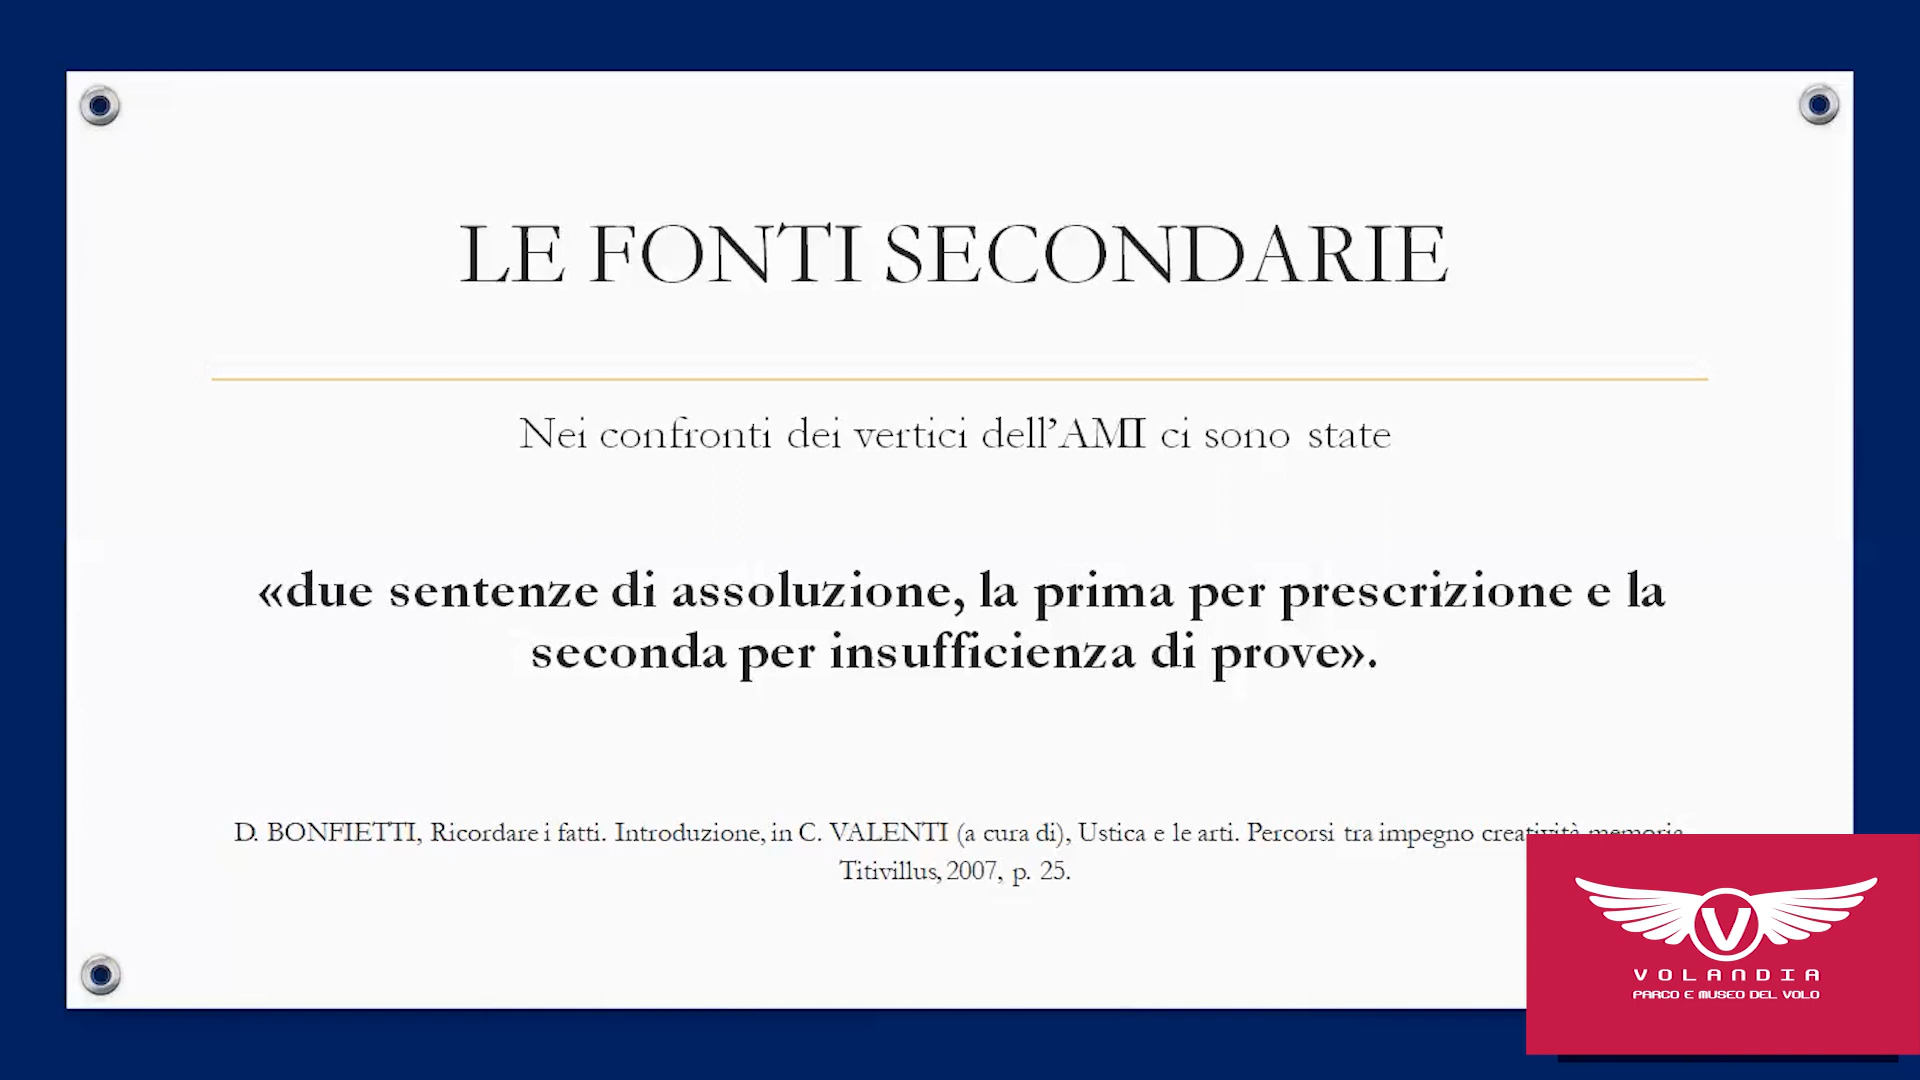 LE FONTI SECONDARIE
Nei confronti dei vertici dell'AMI ci sono state
«due sentenze di assoluzione, la prima per prescrizione e la
seconda per insufficienza di prove».
D. BONFIETTI, Ricordare i fatti. Introduzione, in C. VALENTI (a cura di), Ustica e le arti. Percorsi tra impegno creatività memoria
Titivillus, 2007, p. 25.
V
VOLANDIA
PARCO E MUSEO DEL VOLO